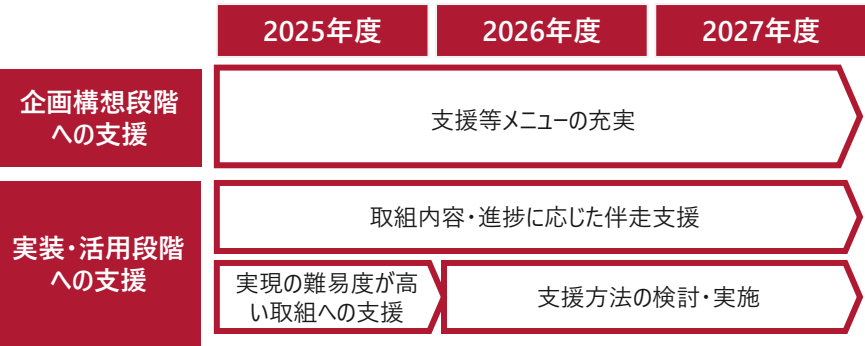 2025年度 2026年度 2027年度
企画構想段階
への支援
支援等メニューの充実
実装・活用段階
への支援
取組内容・進捗に応じた伴走支援
実現の難易度が高
い取組への支援
支援方法の検討・実施